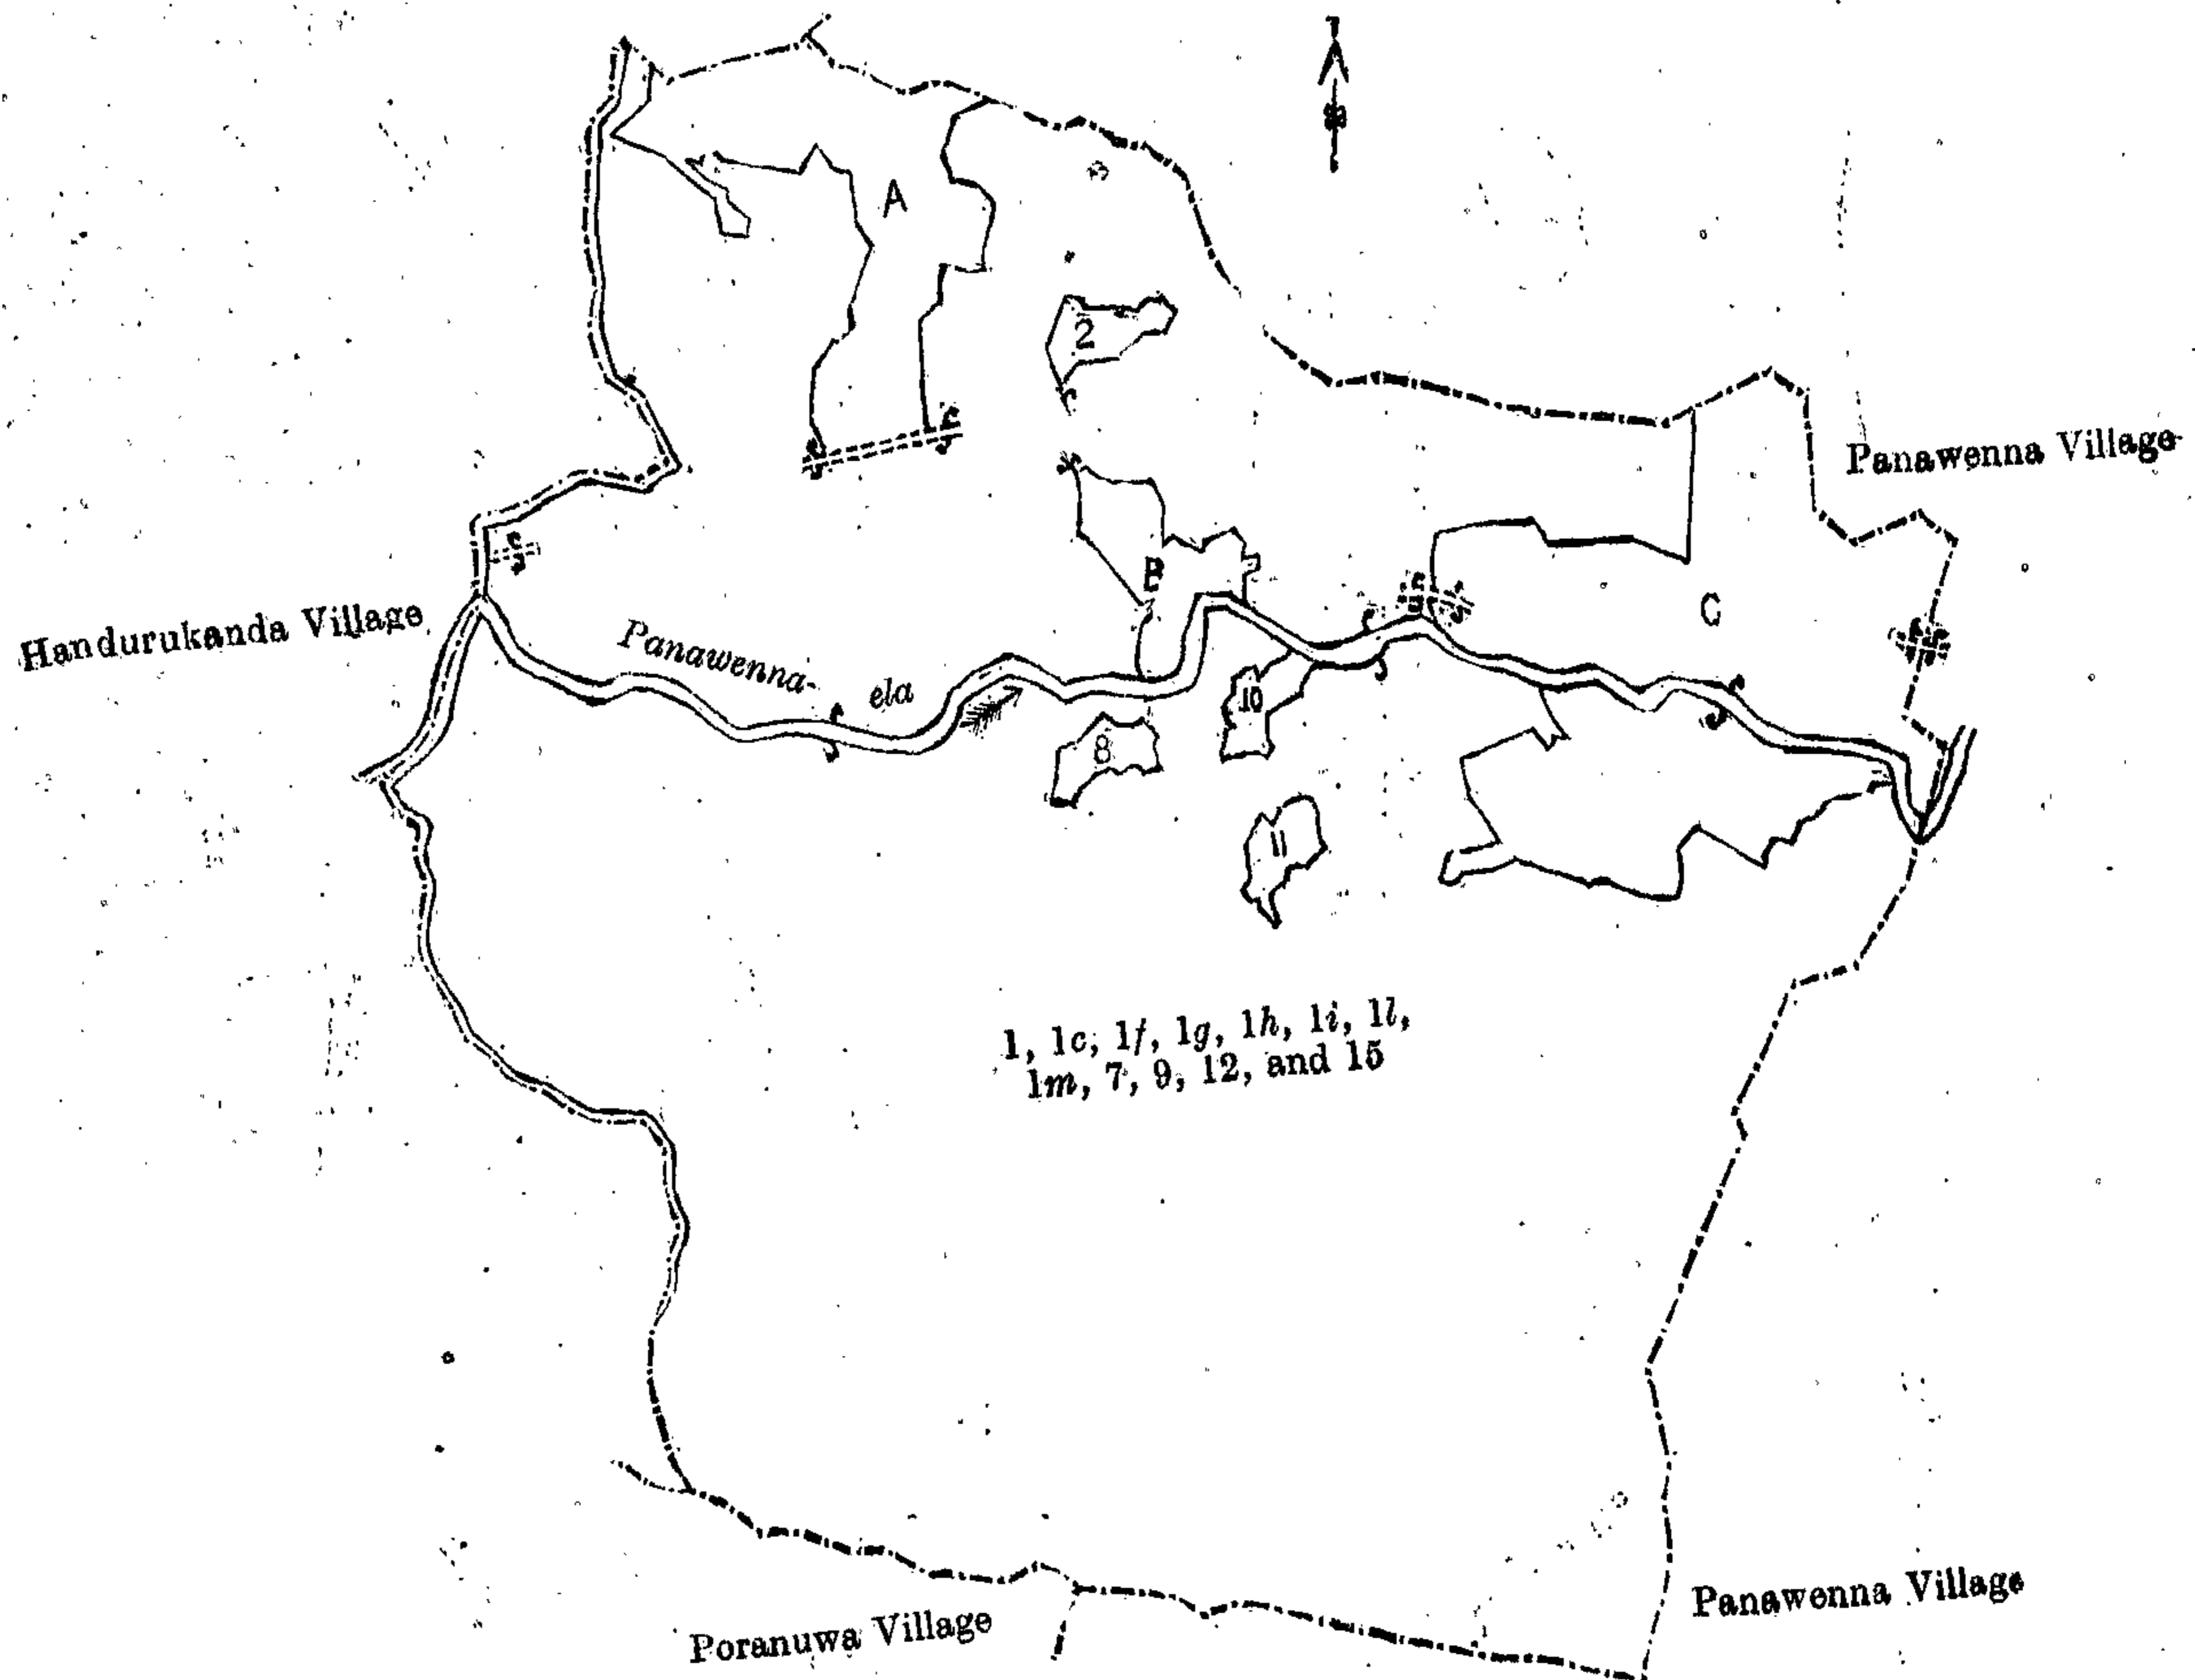 A
2
Panawenna Village
B
Handurukanda Village
C
Panawenna-
ela
10
8
11
1, 1c, 1f, 1g, 1h, 1i, 1l,
1m, 7, 9, 12, and 15
Panawenna Village
Poranuwa Village